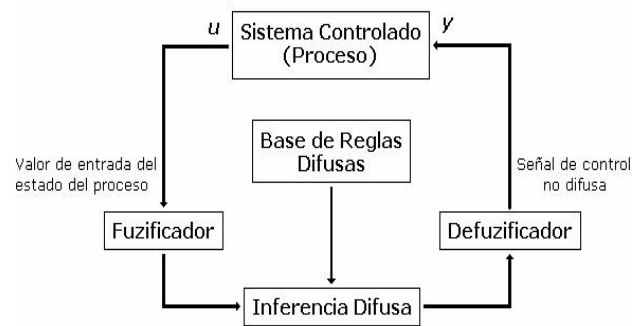 u
Sistema Controlado
(Proceso)
y
Base de Reglas
Difusas
Valor de entrada del
estado del proceso
Señal de control
no difusa
Fuzificador
Defuzificador
Inferencia Difusa